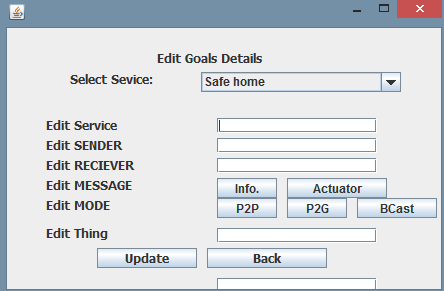 Edit Goals Details
Select Sevice: Safe home
Edit Service
Edit SENDER
Edit RECIEVER
Edit MESSAGE Info. Actuator
Edit MODE P2P P2G BCast
Edit Thing
Update Back